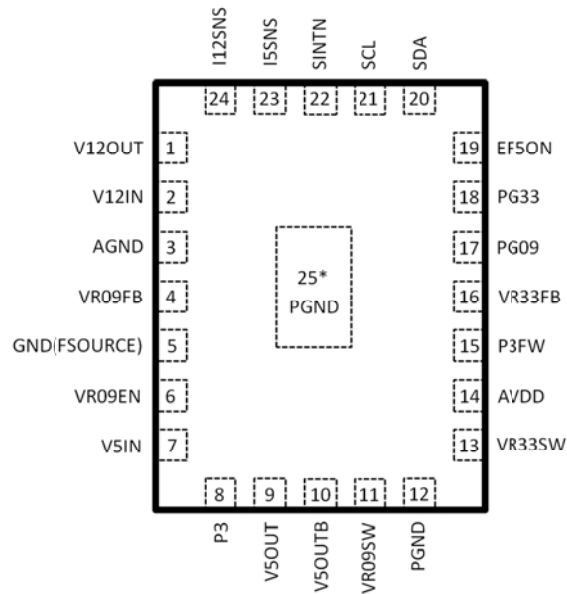 I12SNS
I5SNS
SINTN
SCL
SDA
24
23
22
21
20
V12OUT 1
V12IN 2
AGND 3
VR09FB 4
GND(FSOURCE) 5
VR09EN 6
V5IN 7
25*
PGND
19 EF5ON
18 PG33
17 PG09
16 VR33FB
15 P3FW
14 AVDD
13 VR33SW
8
9
10
11
12
P3
V5OUT
V5OUTB
VR09SW
PGND